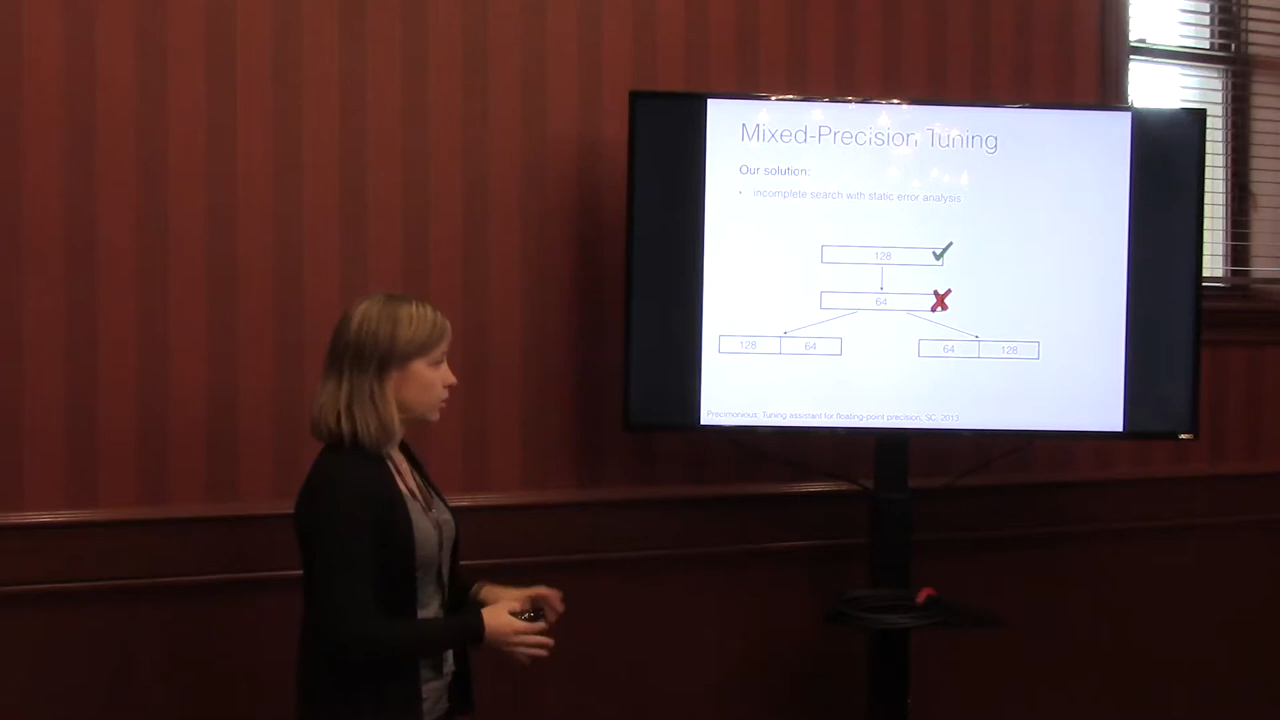 Mixed-Precision Tuning
Our solution:
• incomplete search with static error analysis
128
64
128 64
64 128
Precimonious: Tuning assistant for floating-point precision, SC, 2013
VIZIO